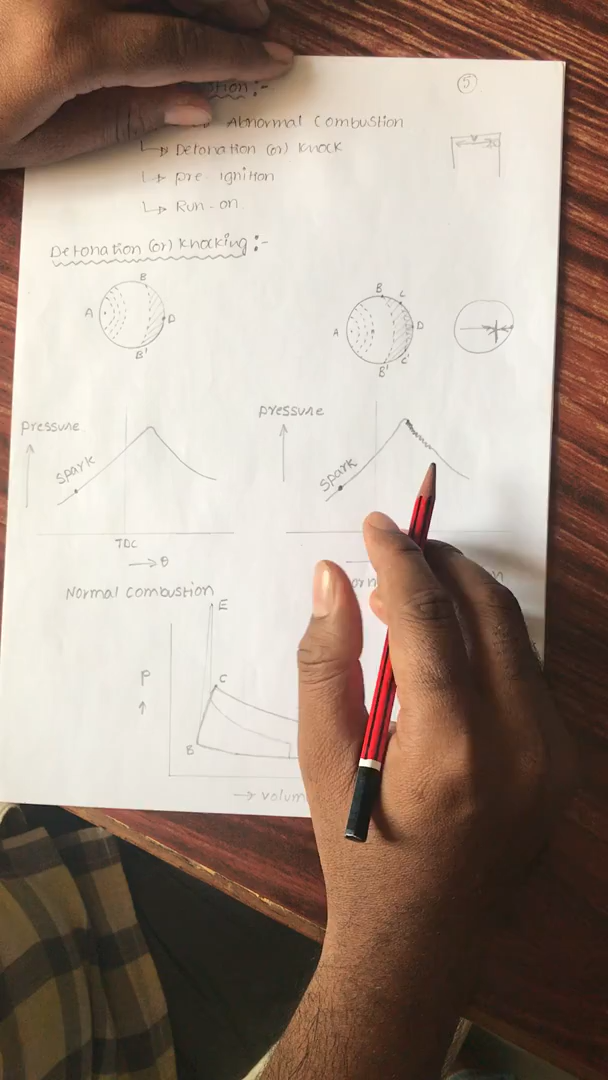 5
Abnormal Combustion
Detonation (or) Knock
Pre-ignition
Run-on
Detonation (or) Knocking:-
A B D B'
A B C D C' B'
pressure
spark
TDC
θ
Normal Combustion
pressure
spark
E
P
C
B